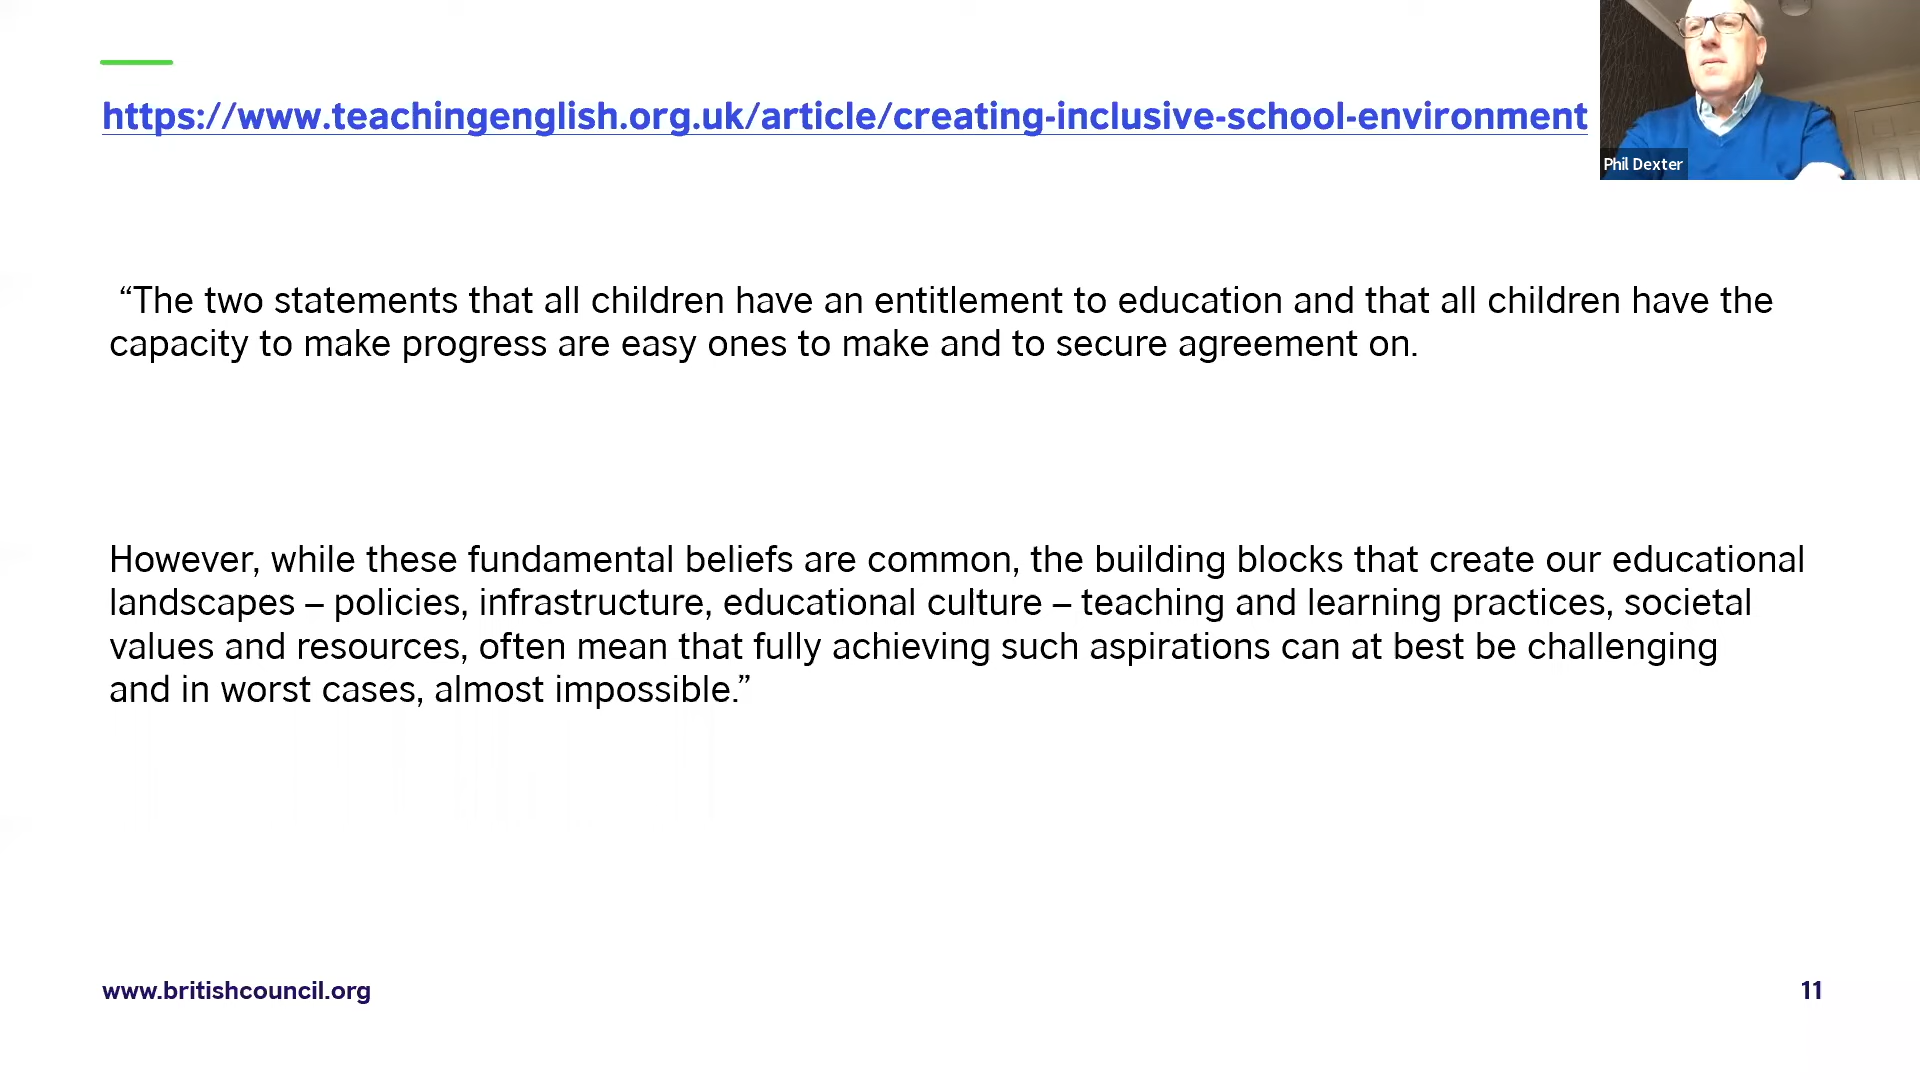 https://www.teachingenglish.org.uk/article/creating-inclusive-school-environment
Phil Dexter
“The two statements that all children have an entitlement to education and that all children have the
capacity to make progress are easy ones to make and to secure agreement on.
However, while these fundamental beliefs are common, the building blocks that create our educational
landscapes – policies, infrastructure, educational culture – teaching and learning practices, societal
values and resources, often mean that fully achieving such aspirations can at best be challenging
and in worst cases, almost impossible.”
www.britishcouncil.org
11